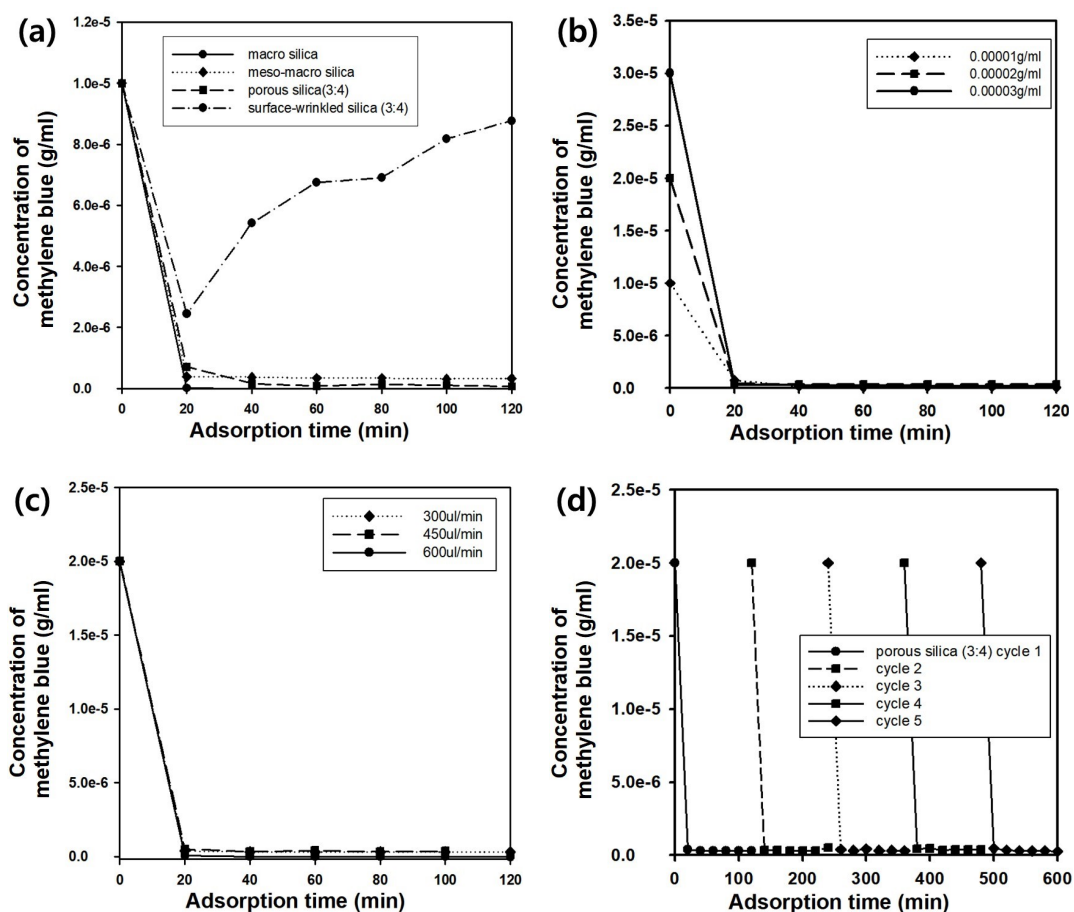 (a)
macro silica
meso-macro silica
porous silica(3:4)
surface-wrinkled silica (3:4)
1.2e-5
1.0e-5
8.0e-6
6.0e-6
4.0e-6
2.0e-6
0.0
Concentration of
methylene blue (g/ml)
0 20 40 60 80 100 120
Adsorption time (min)
(b)
0.00001g/ml
0.00002g/ml
0.00003g/ml
3.5e-5
3.0e-5
2.5e-5
2.0e-5
1.5e-5
1.0e-5
5.0e-6
0.0
Concentration of
methylene blue (g/ml)
0 20 40 60 80 100 120
Adsorption time (min)
(c)
300ul/min
450ul/min
600ul/min
2.5e-5
2.0e-5
1.5e-5
1.0e-5
5.0e-6
0.0
Concentration of
methylene blue (g/ml)
0 20 40 60 80 100 120
Adsorption time (min)
(d)
porous silica (3:4) cycle 1
cycle 2
cycle 3
cycle 4
cycle 5
2.5e-5
2.0e-5
1.5e-5
1.0e-5
5.0e-6
0.0
Concentration of
methylene blue (g/ml)
0 100 200 300 400 500 600
Adsorption time (min)